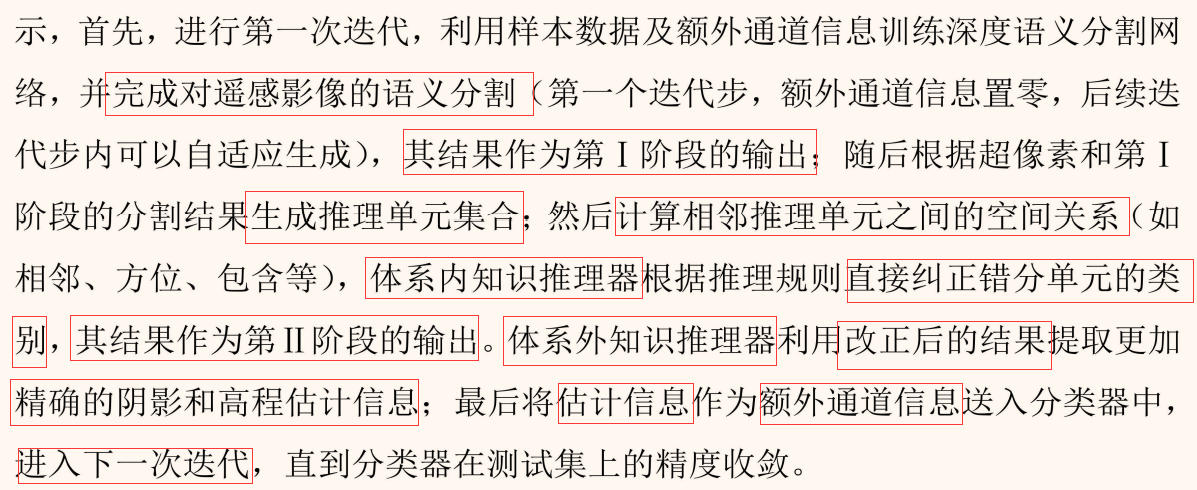 示，首先，进行第一次迭代，利用样本数据及额外通道信息训练深度语义分割网
络，并完成对遥感影像的语义分割（第一个迭代步，额外通道信息置零，后续迭
代步内可以自适应生成），其结果作为第Ⅰ阶段的输出；随后根据超像素和第Ⅰ
阶段的分割结果生成推理单元集合；然后计算相邻推理单元之间的空间关系（如
相邻、方位、包含等），体系内知识推理器根据推理规则直接纠正错分单元的类
别，其结果作为第Ⅱ阶段的输出。体系外知识推理器利用改正后的结果提取更加
精确的阴影和高程估计信息；最后将估计信息作为额外通道信息送入分类器中，
进入下一次迭代，直到分类器在测试集上的精度收敛。